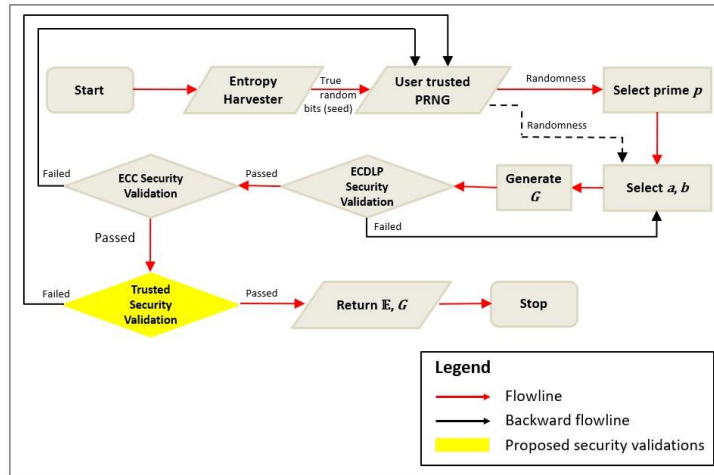 Start
Entropy
Harvester
True
random
bits (seed)
User trusted
PRNG
Randomness
Select prime p
Randomness
Failed
ECC Security
Validation
Passed
ECDLP
Security
Validation
Generate
G
Select a, b
Failed
Passed
Failed
Trusted
Security
Validation
Passed
Return 𝔼, G
Stop
Legend
Flowline
Backward flowline
Proposed security validations